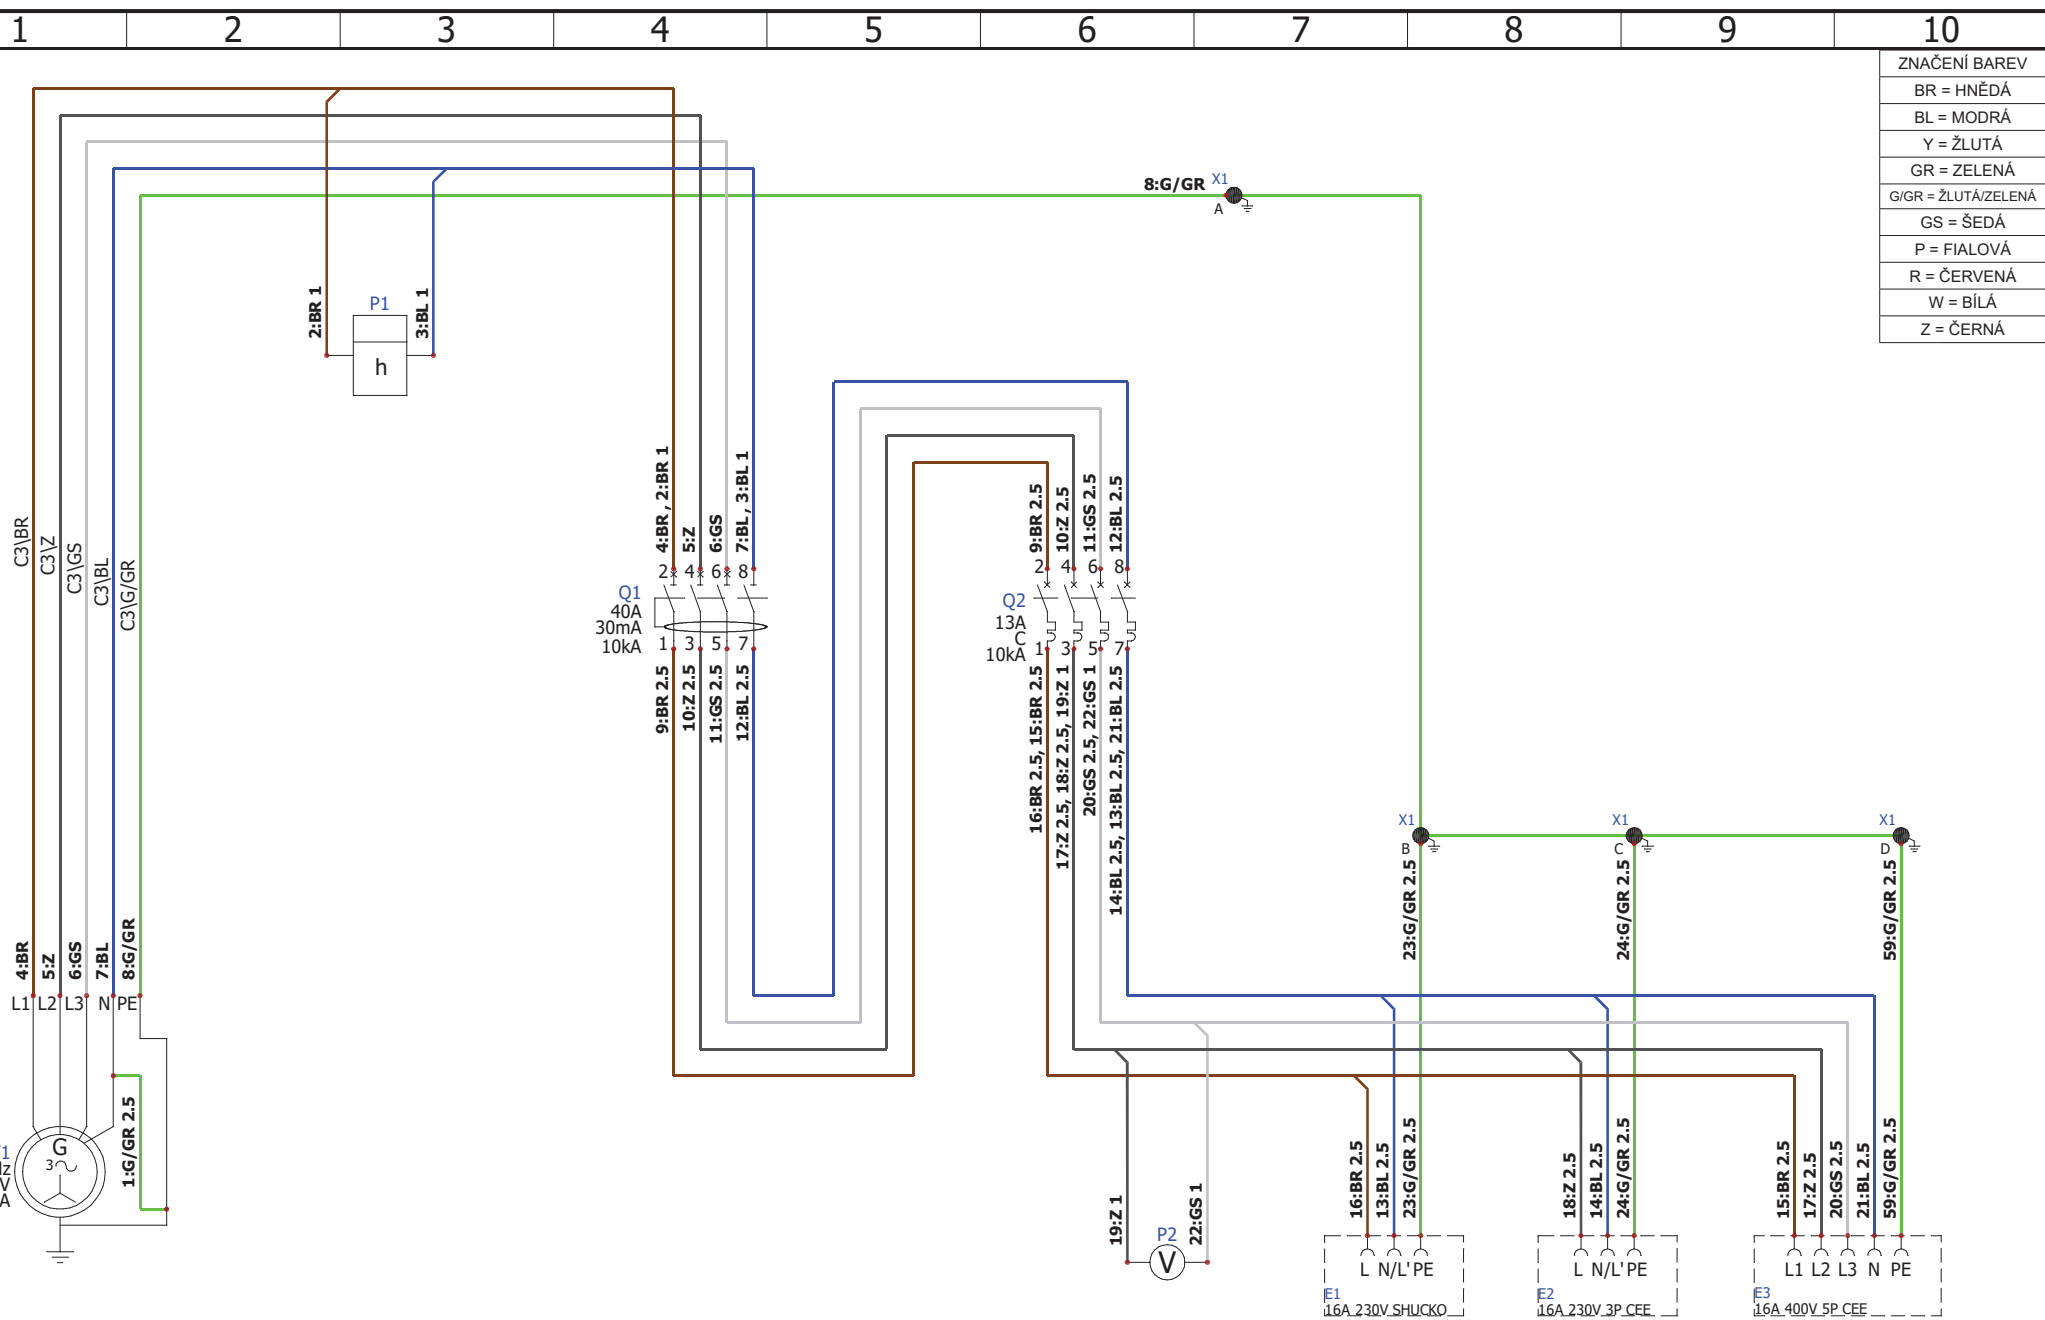 1 2 3 4 5 6 7 8 9 10
ZNAČENÍ BAREV
BR = HNĚDÁ
BL = MODRÁ
Y = ŽLUTÁ
GR = ZELENÁ
G/GR = ŽLUTÁ/ZELENÁ
GS = ŠEDÁ
P = FIALOVÁ
R = ČERVENÁ
W = BÍLÁ
Z = ČERNÁ
8:G/GR
X1
A
2:BR 1
P1
h
3:BL 1
C3\BR
C3\Z
C3\GS
C3\BL
C3\G/GR
4:BR , 2:BR 1
5:Z
6:GS
7:BL , 3:BL 1
2 4 6 8
Q1
40A
30mA
10kA
1 3 5 7
9:BR 2.5
10:Z 2.5
11:GS 2.5
12:BL 2.5
9:BR 2.5
10:Z 2.5
11:GS 2.5
12:BL 2.5
2 4 6 8
Q2
13A
C
10kA
1 3 5 7
16:BR 2.5, 15:BR 2.5
17:Z 2.5, 18:Z 2.5, 19:Z 1
20:GS 2.5, 22:GS 1
14:BL 2.5, 13:BL 2.5, 21:BL 2.5
X1
B
X1
C
X1
D
23:G/GR 2.5
24:G/GR 2.5
59:G/GR 2.5
4:BR
5:Z
6:GS
7:BL
8:G/GR
L1 L2 L3 N PE
1:G/GR 2.5
G
3
1
Hz
V
A
19:Z 1
P2
V
22:GS 1
16:BR 2.5
13:BL 2.5
23:G/GR 2.5
L N/L' PE
E1
16A 230V SHUCKO
18:Z 2.5
14:BL 2.5
24:G/GR 2.5
L N/L' PE
E2
16A 230V 3P CEE
15:BR 2.5
17:Z 2.5
20:GS 2.5
21:BL 2.5
59:G/GR 2.5
L1 L2 L3 N PE
E3
16A 400V 5P CEE